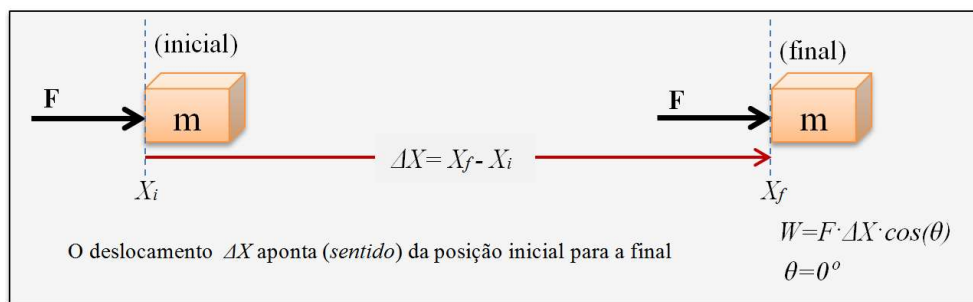 (inicial)
(final)
F
m
F
m
ΔX= Xf - Xi
Xi
Xf
O deslocamento ΔX aponta (sentido) da posição inicial para a final
W=F·ΔX·cos(θ)
θ=0º